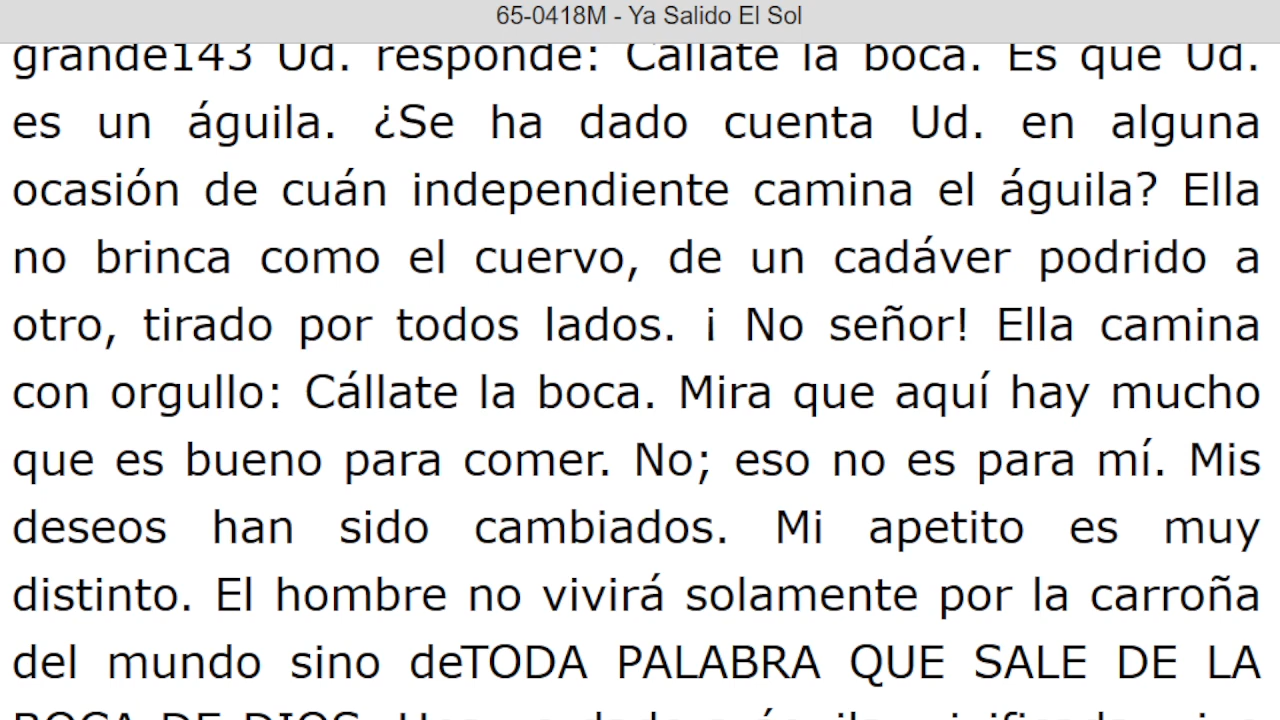 65-0418M - Ya Salido El Sol
grande143 Ud. responde: Cállate la boca. Es que Ud.
es un águila. ¿Se ha dado cuenta Ud. en alguna
ocasión de cuán independiente camina el águila? Ella
no brinca como el cuervo, de un cadáver podrido a
otro, tirado por todos lados. ¡ No señor! Ella camina
con orgullo: Cállate la boca. Mira que aquí hay mucho
que es bueno para comer. No; eso no es para mí. Mis
deseos han sido cambiados. Mi apetito es muy
distinto. El hombre no vivirá solamente por la carroña
del mundo sino deTODA PALABRA QUE SALE DE LA
BOCA DE DIOS.